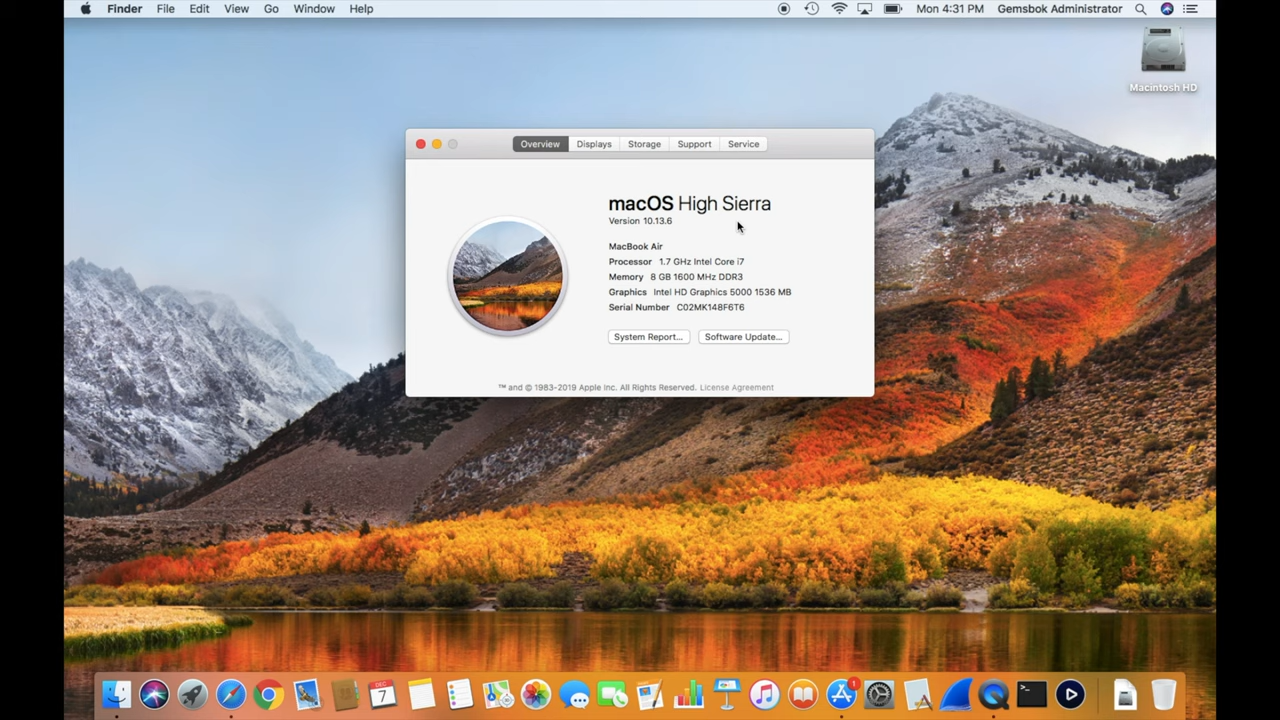 Finder File Edit View Go Window Help Mon 4:31 PM Gemsbok Administrator
Macintosh HD
Overview Displays Storage Support Service
macOS High Sierra
Version 10.13.6
MacBook Air
Processor 1.7 GHz Intel Core i7
Memory 8 GB 1600 MHz DDR3
Graphics Intel HD Graphics 5000 1536 MB
Serial Number C02MK148F6T6
System Report... Software Update...
™ and © 1983-2019 Apple Inc. All Rights Reserved. License Agreement
DEC
7
1